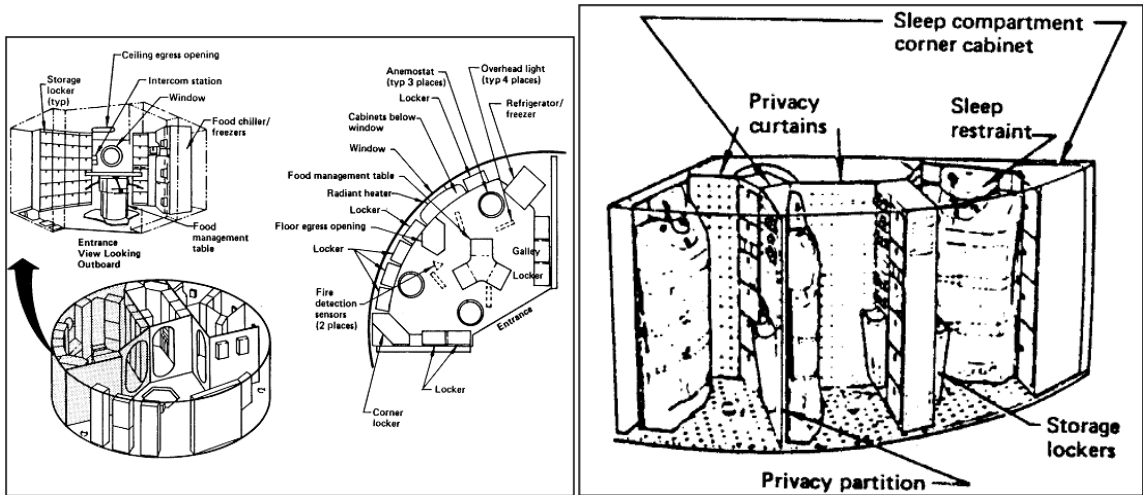 Ceiling egress opening
Storage
locker
(typ)
Intercom station
Window
Food chiller/
freezers
Food
management
table
Entrance
View Looking
Outboard
Anemostat
(typ 3 places)
Overhead light
(typ 4 places)
Locker
Refrigerator/
freezer
Cabinets below
window
Window
Food management table
Radiant heater
Locker
Floor egress opening
Locker
Galley
Locker
Fire
detection
sensors
(2 places)
Entrance
Locker
Corner
locker
Sleep compartment
corner cabinet
Privacy
curtains
Sleep
restraint
Storage
lockers
Privacy partition